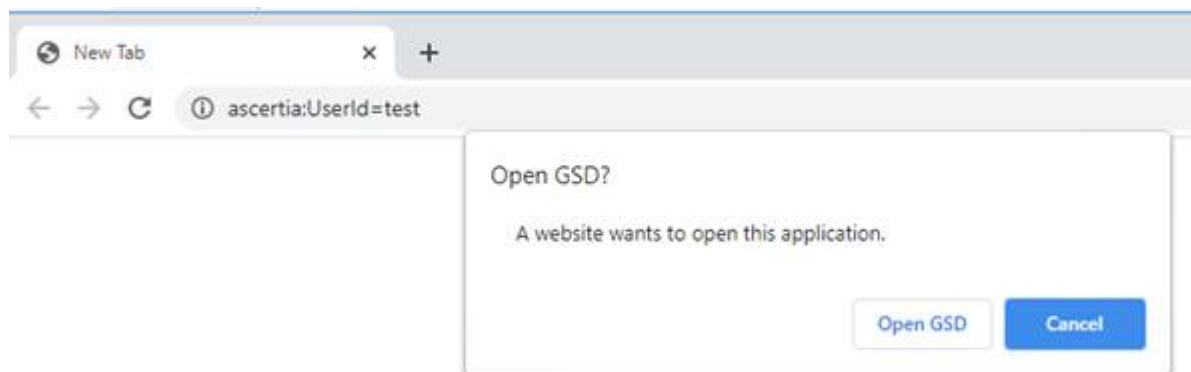 New Tab
ascertia:UserId=test
Open GSD?
A website wants to open this application.
Open GSD Cancel